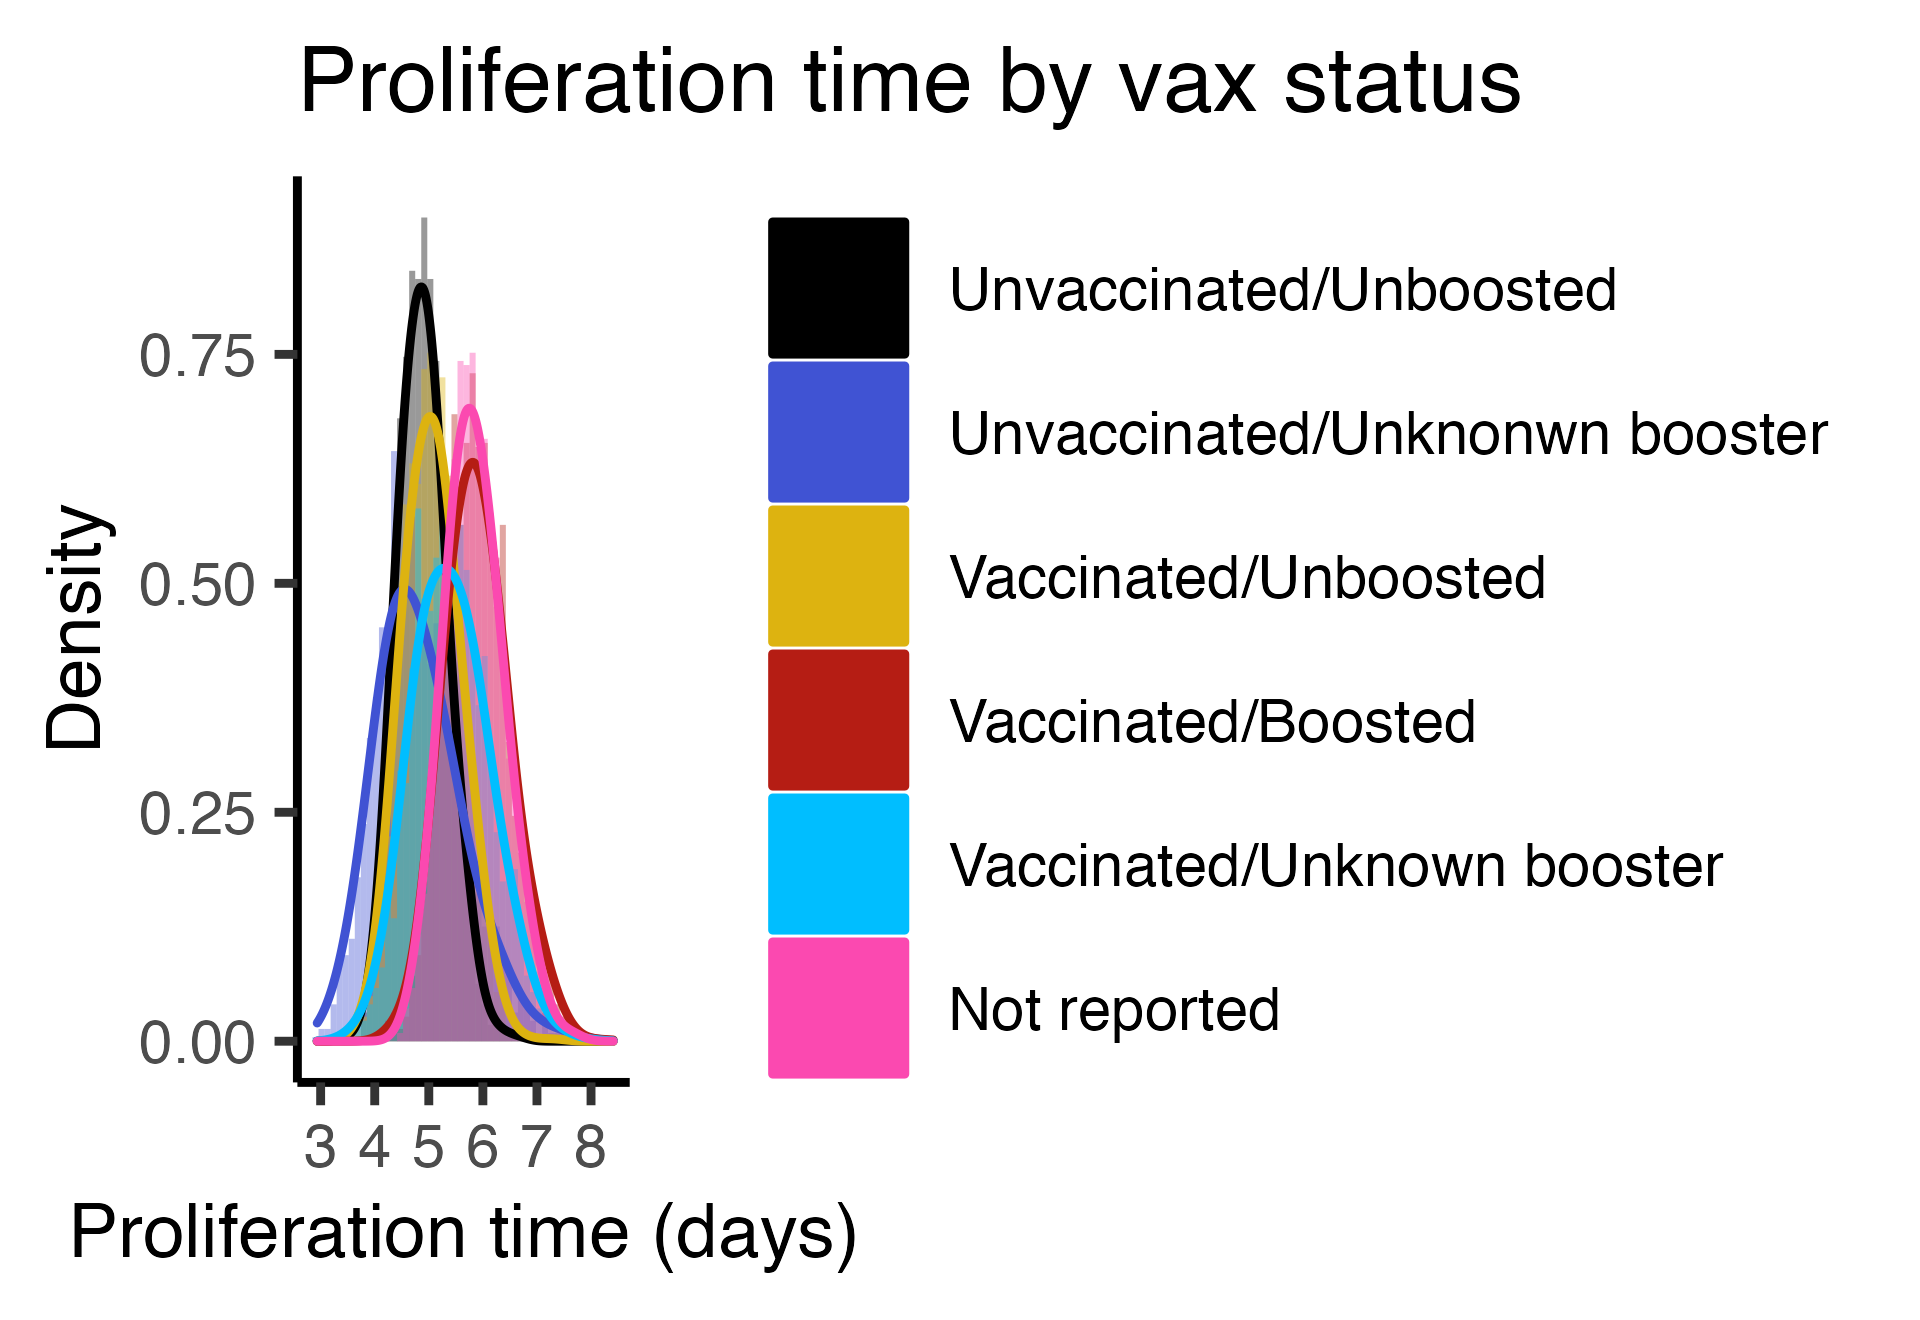 Proliferation time by vax status
Density
0.75
0.50
0.25
0.00
3 4 5 6 7 8
Proliferation time (days)
Unvaccinated/Unboosted
Unvaccinated/Unknonwn booster
Vaccinated/Unboosted
Vaccinated/Boosted
Vaccinated/Unknown booster
Not reported